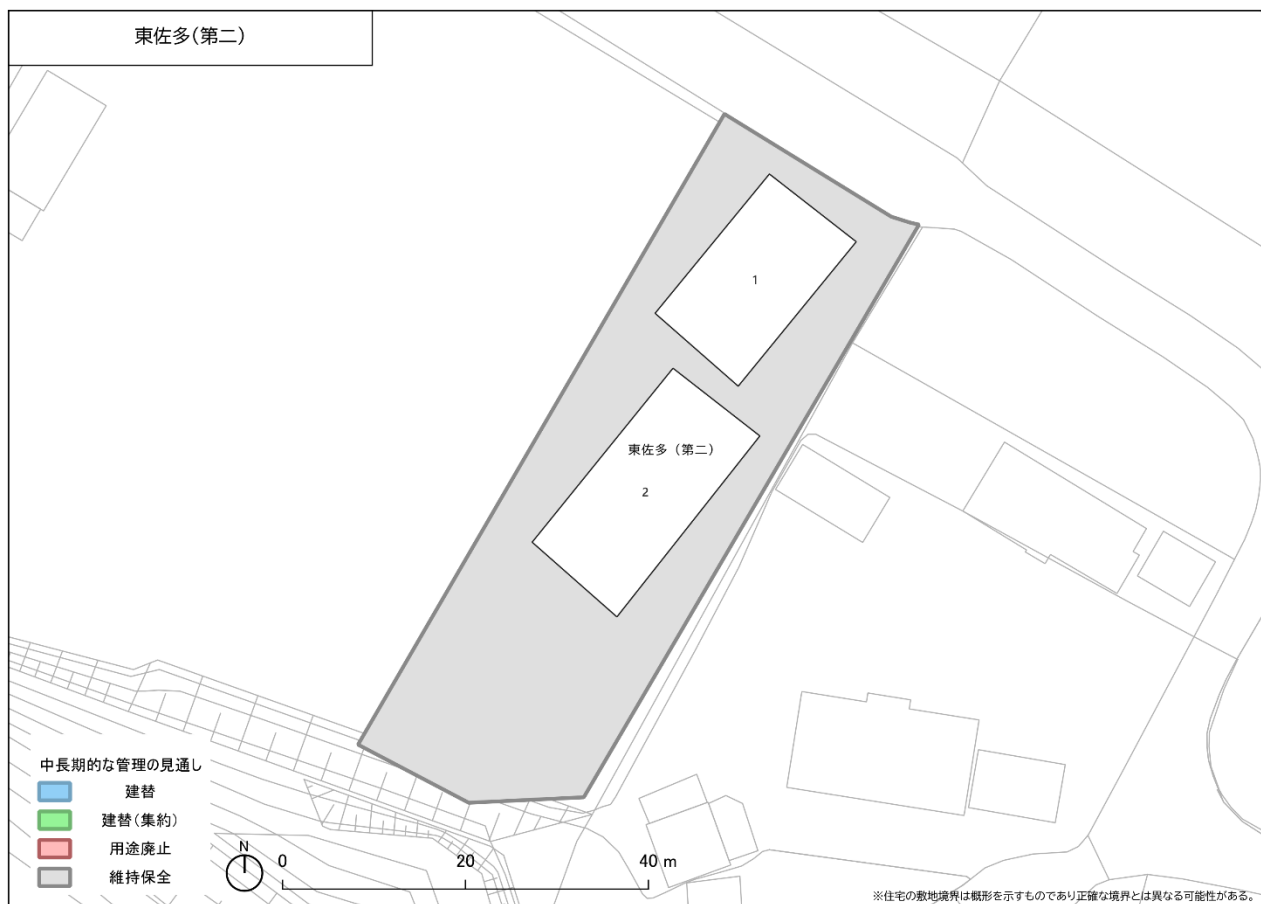 東佐多(第二)
1
東佐多（第二）
2
中長期的な管理の見通し
建替
建替(集約)
用途廃止
維持保全
N
0 20 40 m
※住宅の敷地境界は概形を示すものであり正確な境界とは異なる可能性がある。